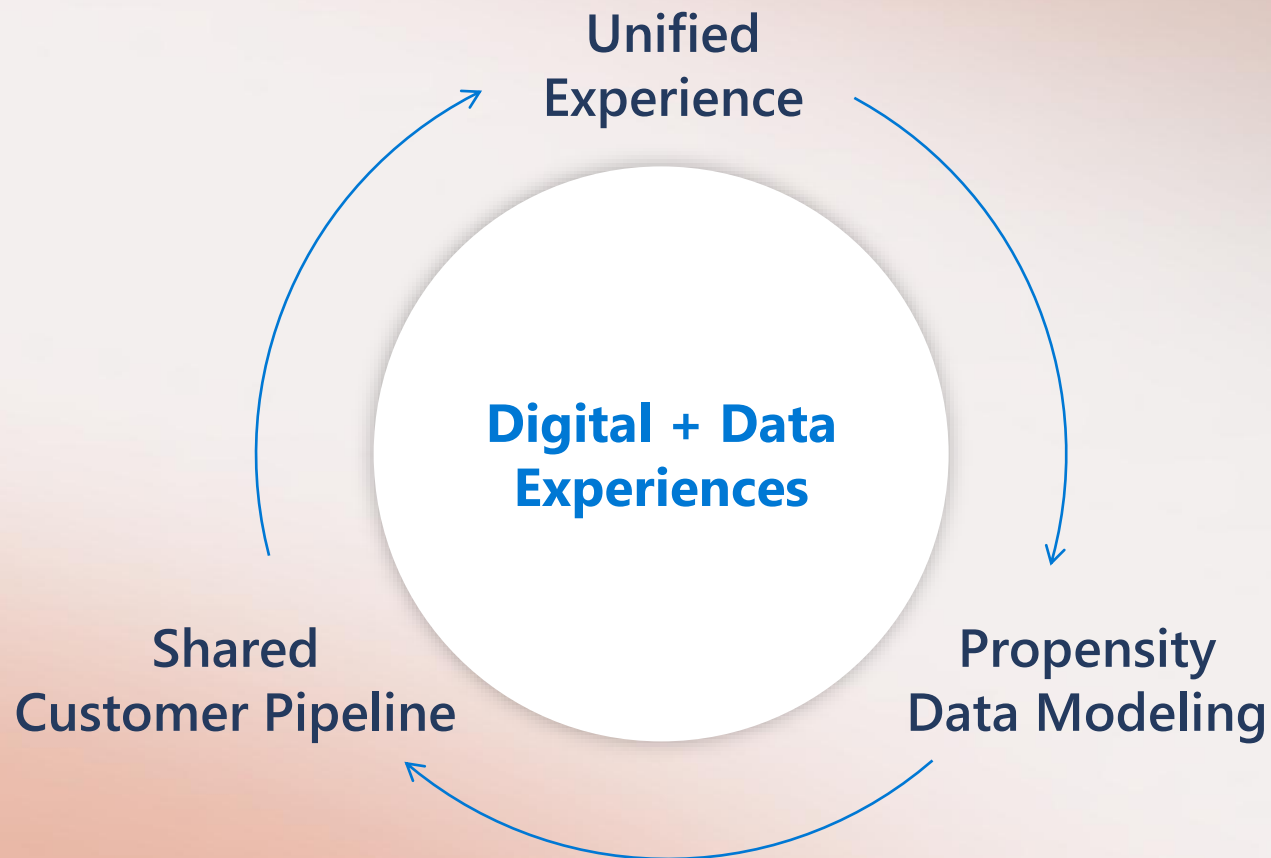 Unified
Experience
Digital + Data
Experiences
Shared
Customer Pipeline
Propensity
Data Modeling